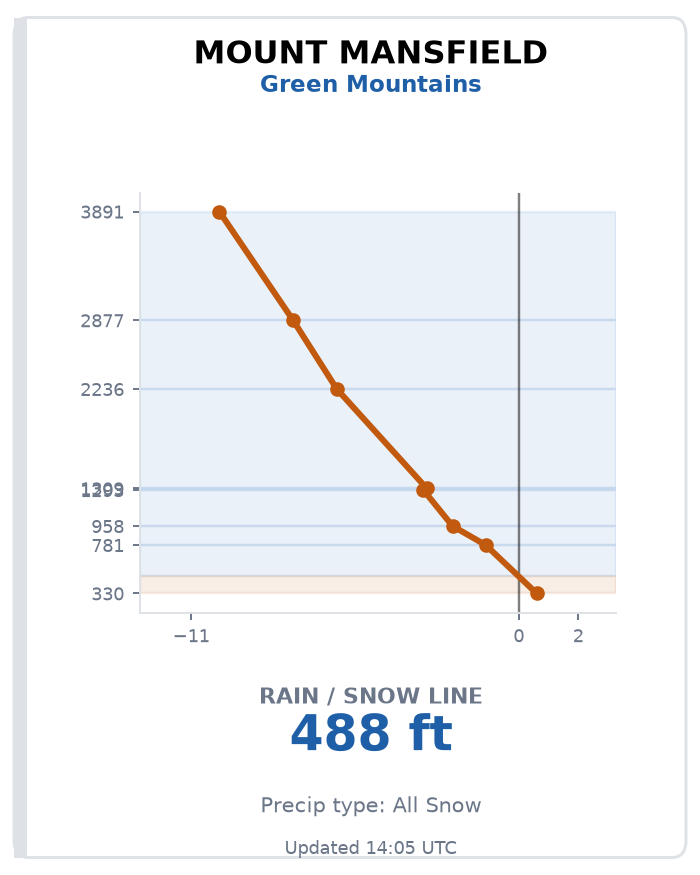 MOUNT MANSFIELD
Green Mountains
3891
2877
2236
958
781
330
−11 0 2
RAIN / SNOW LINE
488 ft
Precip type: All Snow
Updated 14:05 UTC